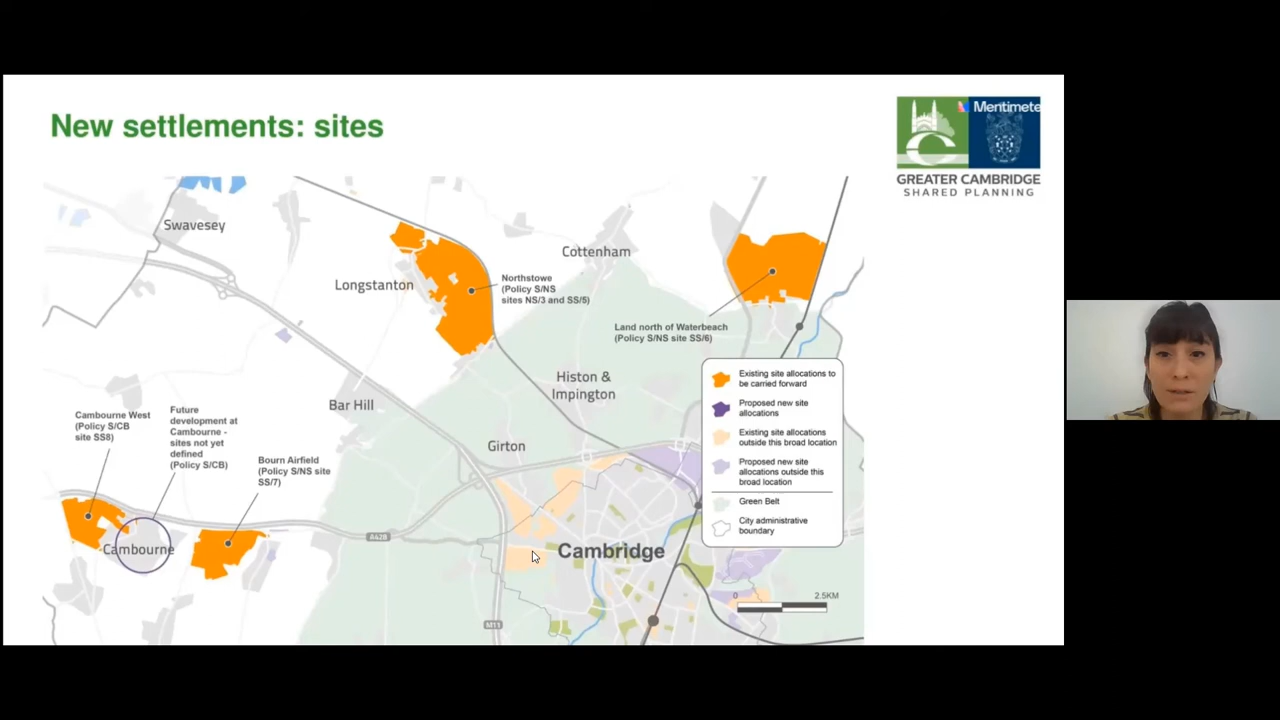 New settlements: sites
Mentimete
GREATER CAMBRIDGE
SHARED PLANNING
Swavesey
Cottenham
Longstanton
Northstowe
(Policy S/NS
sites NS/3 and SS/5)
Land north of Waterbeach
(Policy S/NS site SS/6)
Histon &
Impington
Bar Hill
Girton
Cambourne West
(Policy S/CB
site SS8)
Future
development at
Cambourne -
sites not yet
defined
(Policy S/CB)
Bourn Airfield
(Policy S/NS site
SS/7)
Existing site allocations to
be carried forward
Proposed new site
allocations
Existing site allocations
outside this broad location
Proposed new site
allocations outside this
broad location
Green Belt
City administrative
boundary
Cambourne
A428
Cambridge
M11
0
2.5KM